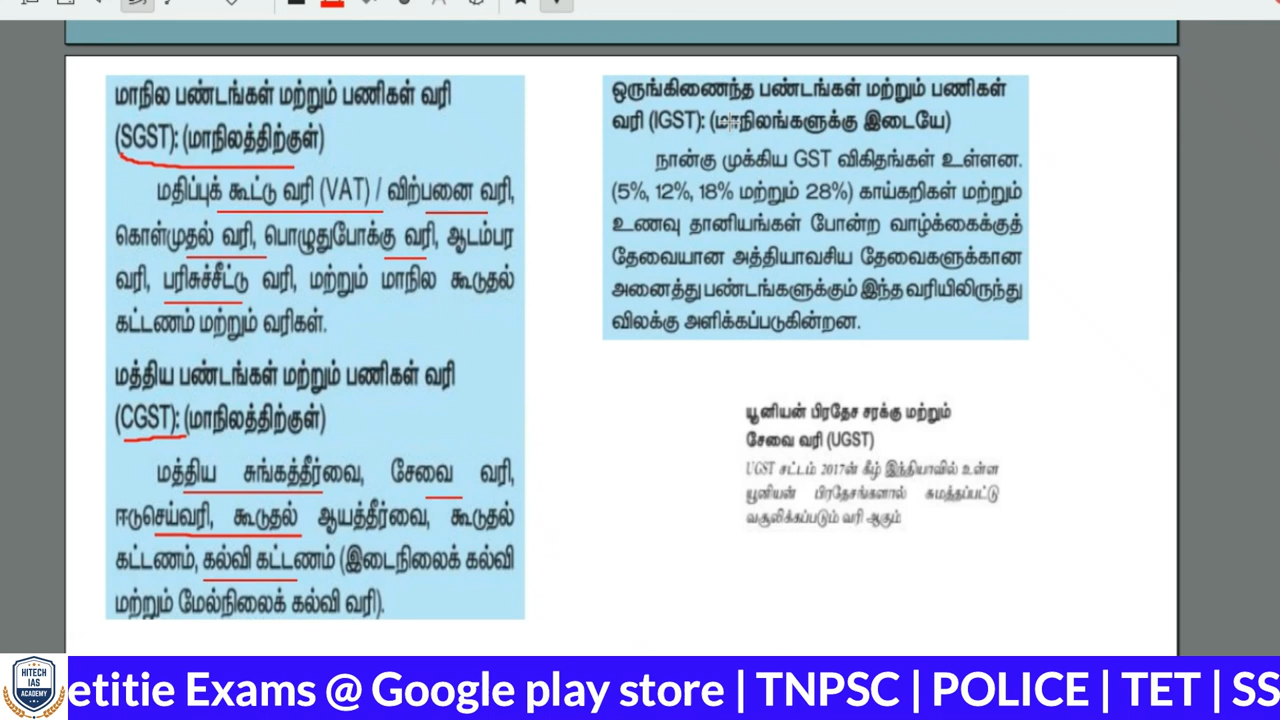 மாநில பண்டங்கள் மற்றும் பணிகள் வரி
(SGST): (மாநிலத்திற்குள்)
மதிப்புக் கூட்டு வரி (VAT) / விற்பனை வரி,
கொள்முதல் வரி, பொழுதுபோக்கு வரி, ஆடம்பர
வரி, பரிசுச்சீட்டு வரி, மற்றும் மாநில கூடுதல்
கட்டணம் மற்றும் வரிகள்.
மத்திய பண்டங்கள் மற்றும் பணிகள் வரி
(CGST): (மாநிலத்திற்குள்)
மத்திய சுங்கத்தீர்வை, சேவை வரி,
ஈடுசெய்வரி, கூடுதல் ஆயத்தீர்வை, கூடுதல்
கட்டணம், கல்வி கட்டணம் (இடைநிலைக் கல்வி
மற்றும் மேல்நிலைக் கல்வி வரி).
ஒருங்கிணைந்த பண்டங்கள் மற்றும் பணிகள்
வரி (IGST): (மாநிலங்களுக்கு இடையே)
நான்கு முக்கிய GST விகிதங்கள் உள்ளன.
(5%, 12%, 18% மற்றும் 28%) காய்கறிகள் மற்றும்
உணவு தானியங்கள் போன்ற வாழ்க்கைக்குத்
தேவையான அத்தியாவசிய தேவைகளுக்கான
அனைத்து பண்டங்களுக்கும் இந்த வரியிலிருந்து
விலக்கு அளிக்கப்படுகின்றன.
யூனியன் பிரதேச சரக்கு மற்றும்
சேவை வரி (UGST)
UGST சட்டம் 2017ன் கீழ் இந்தியாவில் உள்ள
யூனியன் பிரதேசங்களால் சுமத்தப்பட்டு
வசூலிக்கப்படும் வரி ஆகும்
HITECH
IAS
ACADEMY
etitie Exams @ Google play store | TNPSC | POLICE | TET | SS